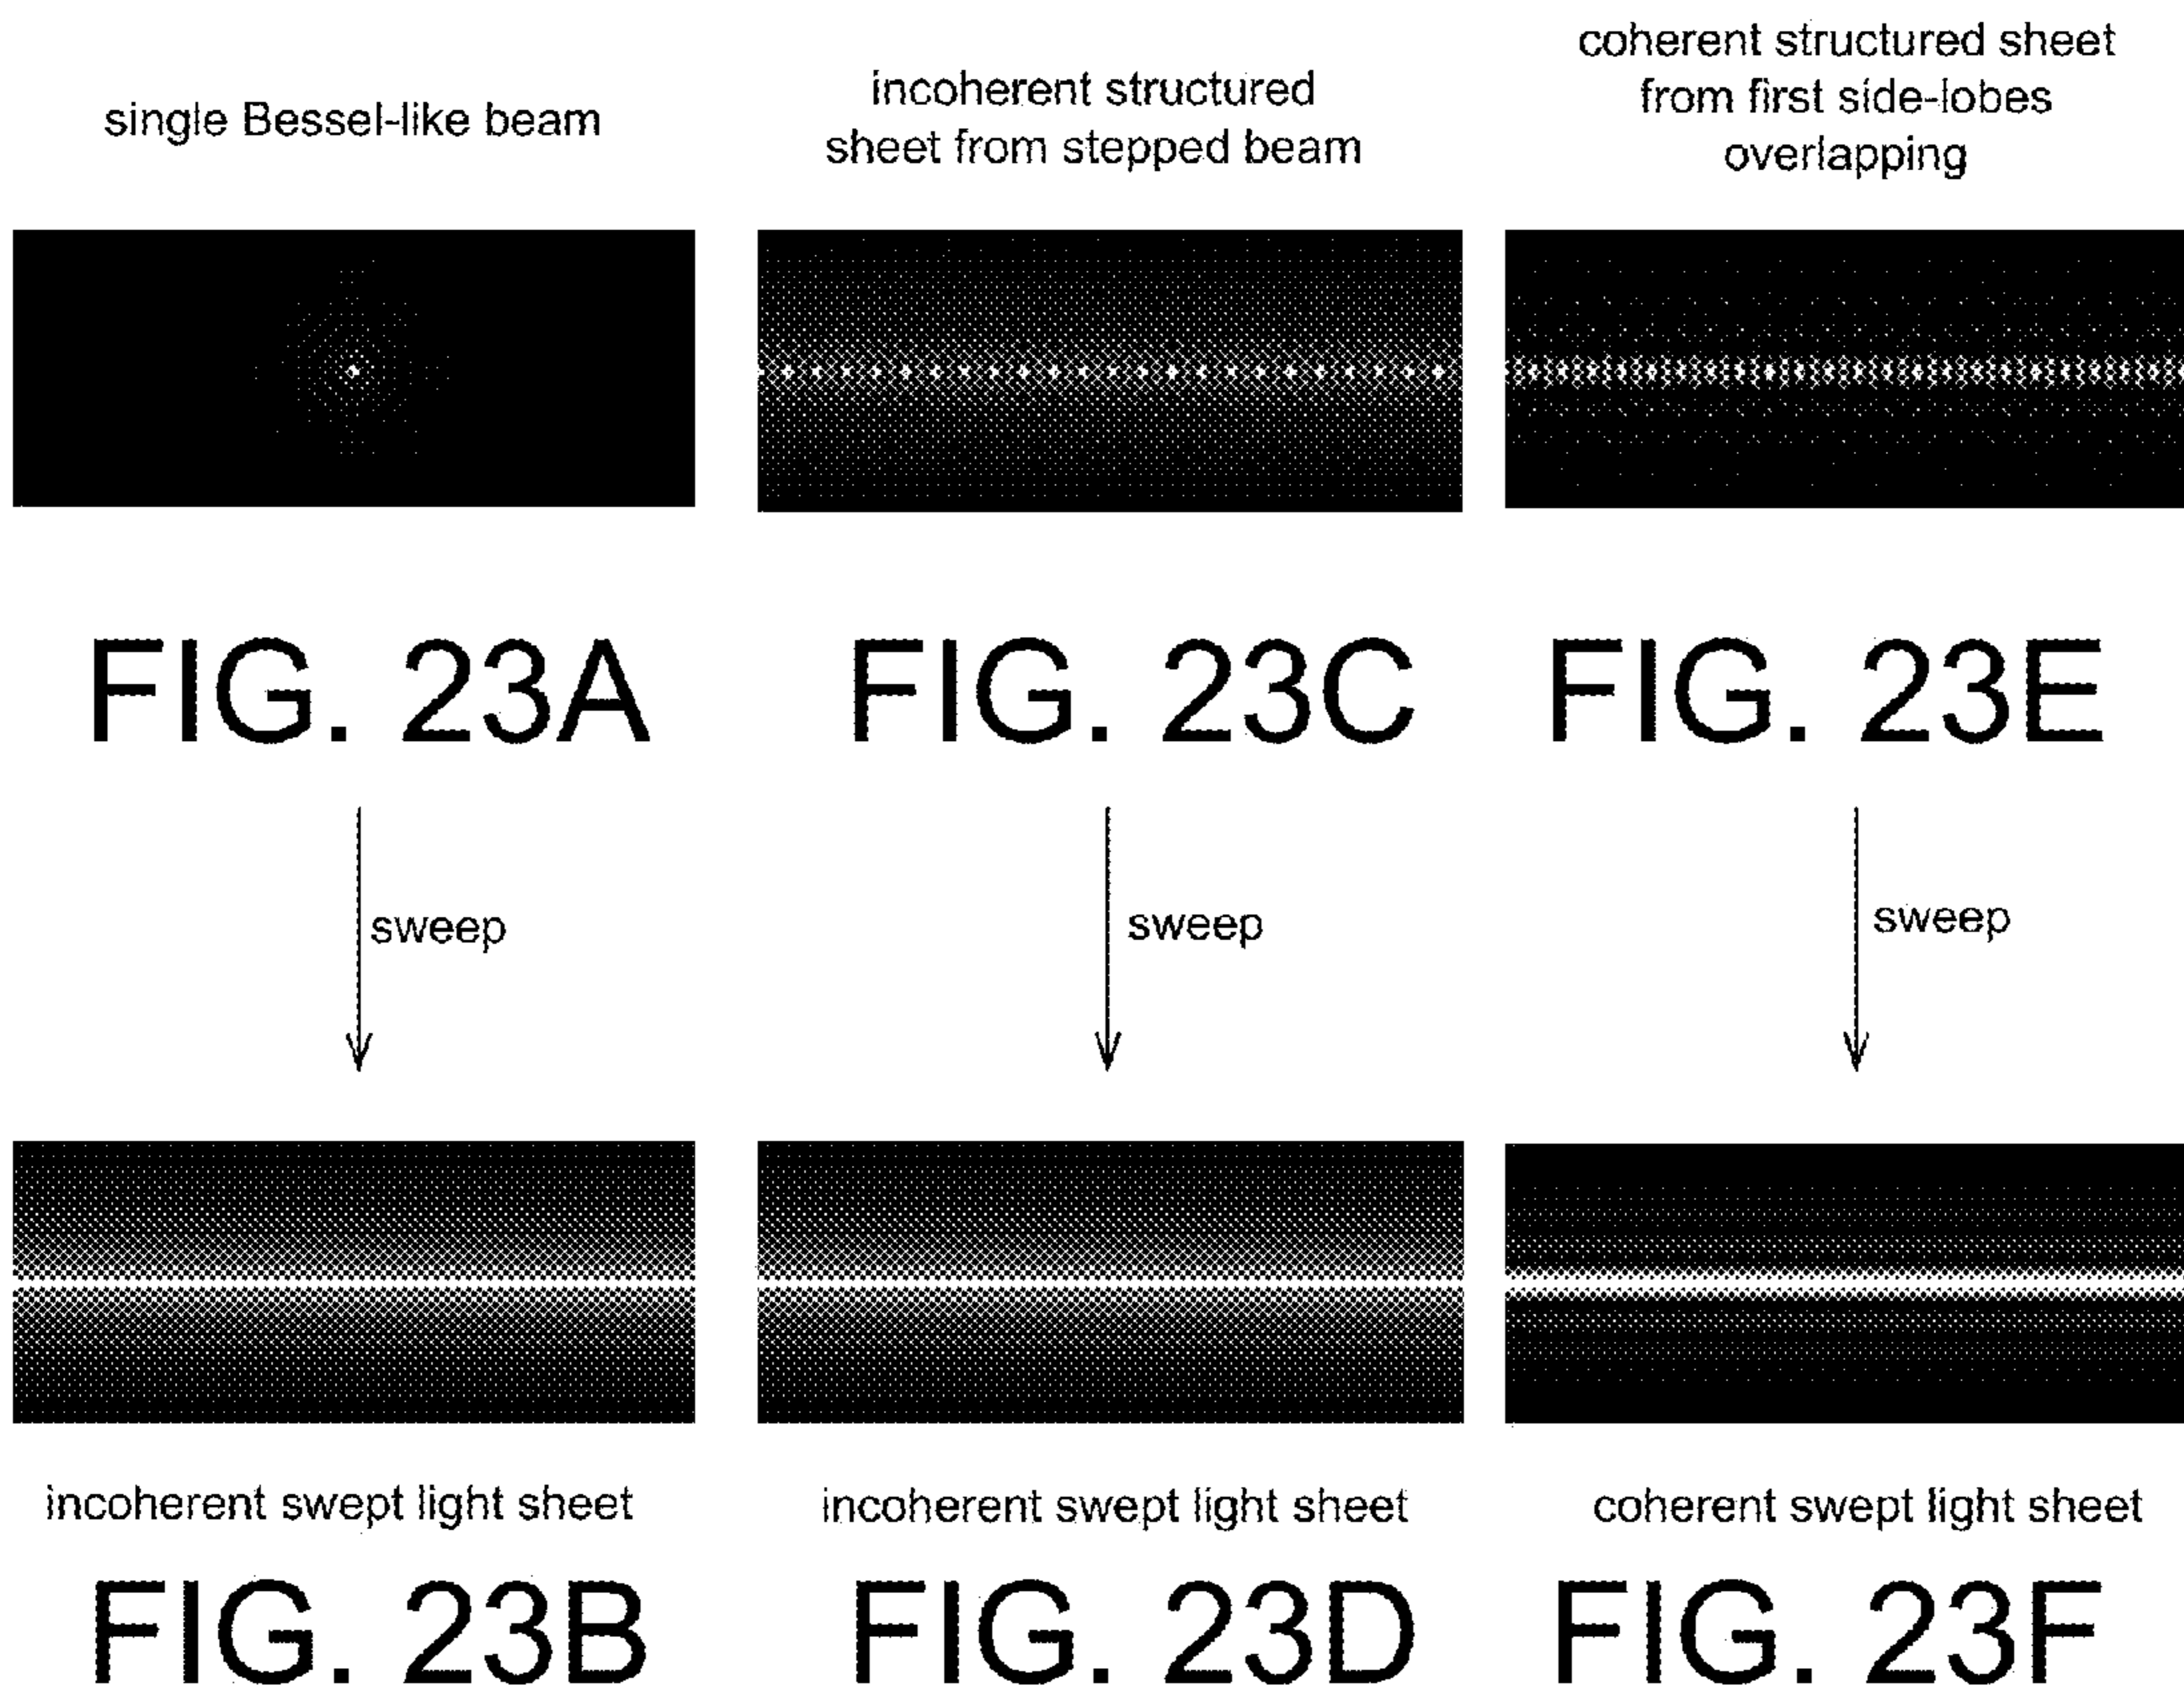 single Bessel-like beam
incoherent structured
sheet from stepped beam
coherent structured sheet
from first side-lobes
overlapping
FIG. 23A
FIG. 23C
FIG. 23E
sweep
sweep
sweep
incoherent swept light sheet
incoherent swept light sheet
coherent swept light sheet
FIG. 23B
FIG. 23D
FIG. 23F